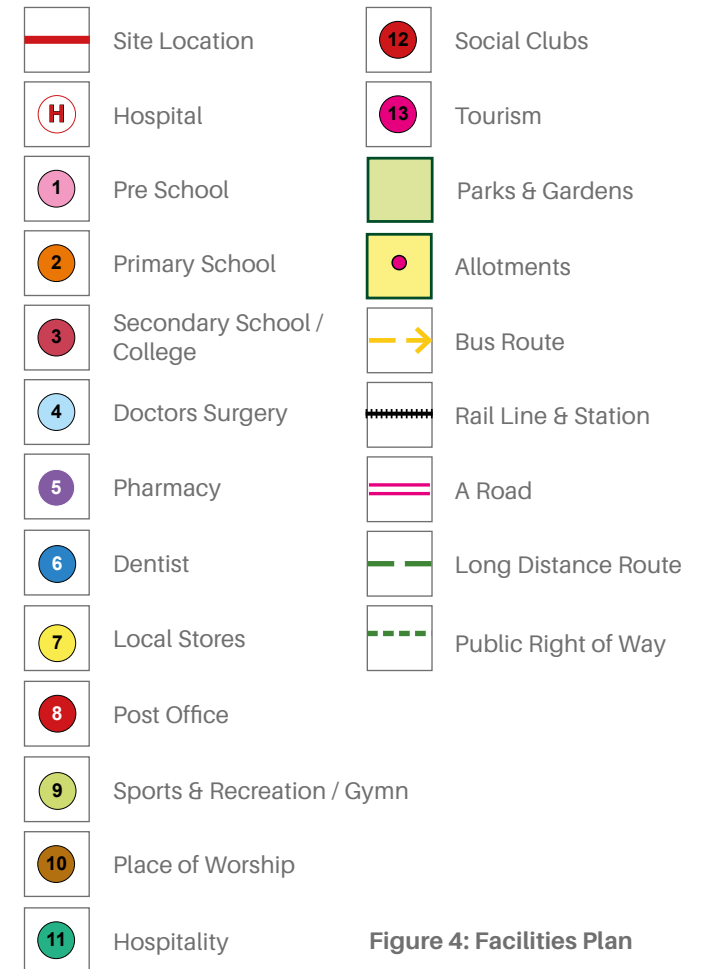 Site Location
H
Hospital
1
Pre School
2
Primary School
3
Secondary School /
College
4
Doctors Surgery
5
Pharmacy
6
Dentist
7
Local Stores
8
Post Office
9
Sports & Recreation / Gymn
10
Place of Worship
11
Hospitality
12
Social Clubs
13
Tourism
Parks & Gardens
Allotments
Bus Route
Rail Line & Station
A Road
Long Distance Route
Public Right of Way
Figure 4: Facilities Plan